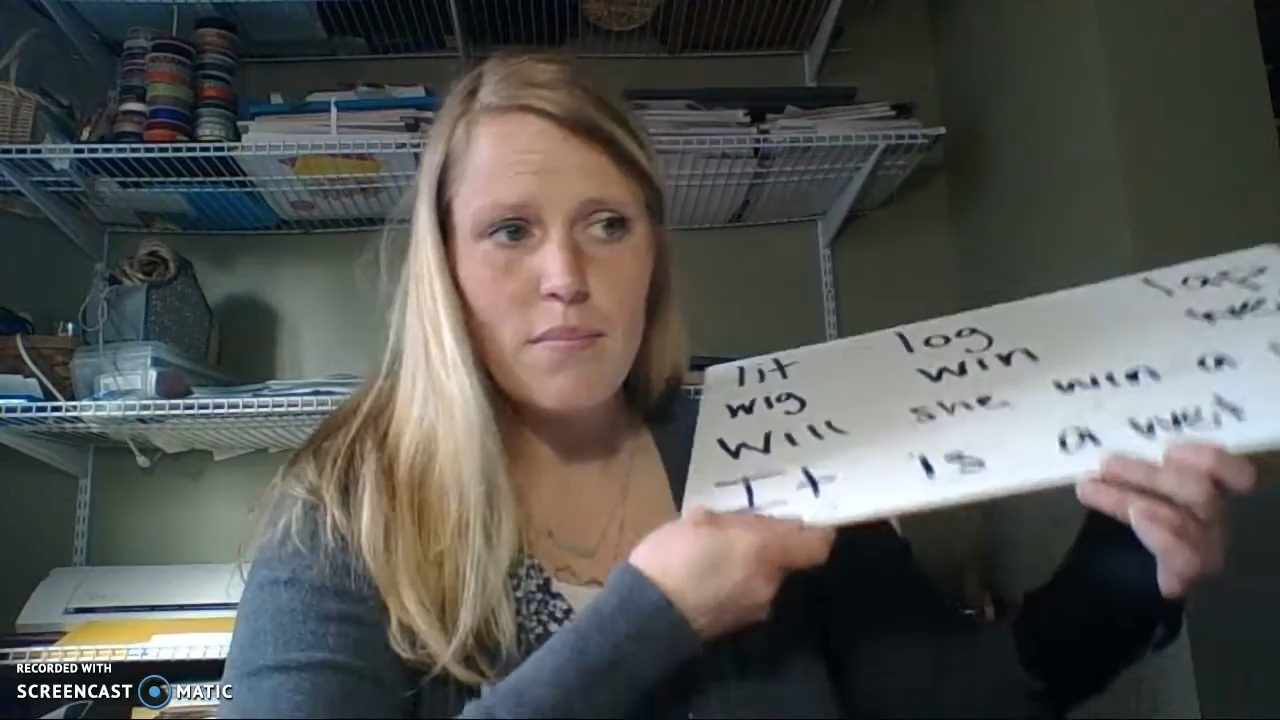 lit log
wig win
Will she win a
It is a wet
RECORDED WITH
SCREENCAST MATIC